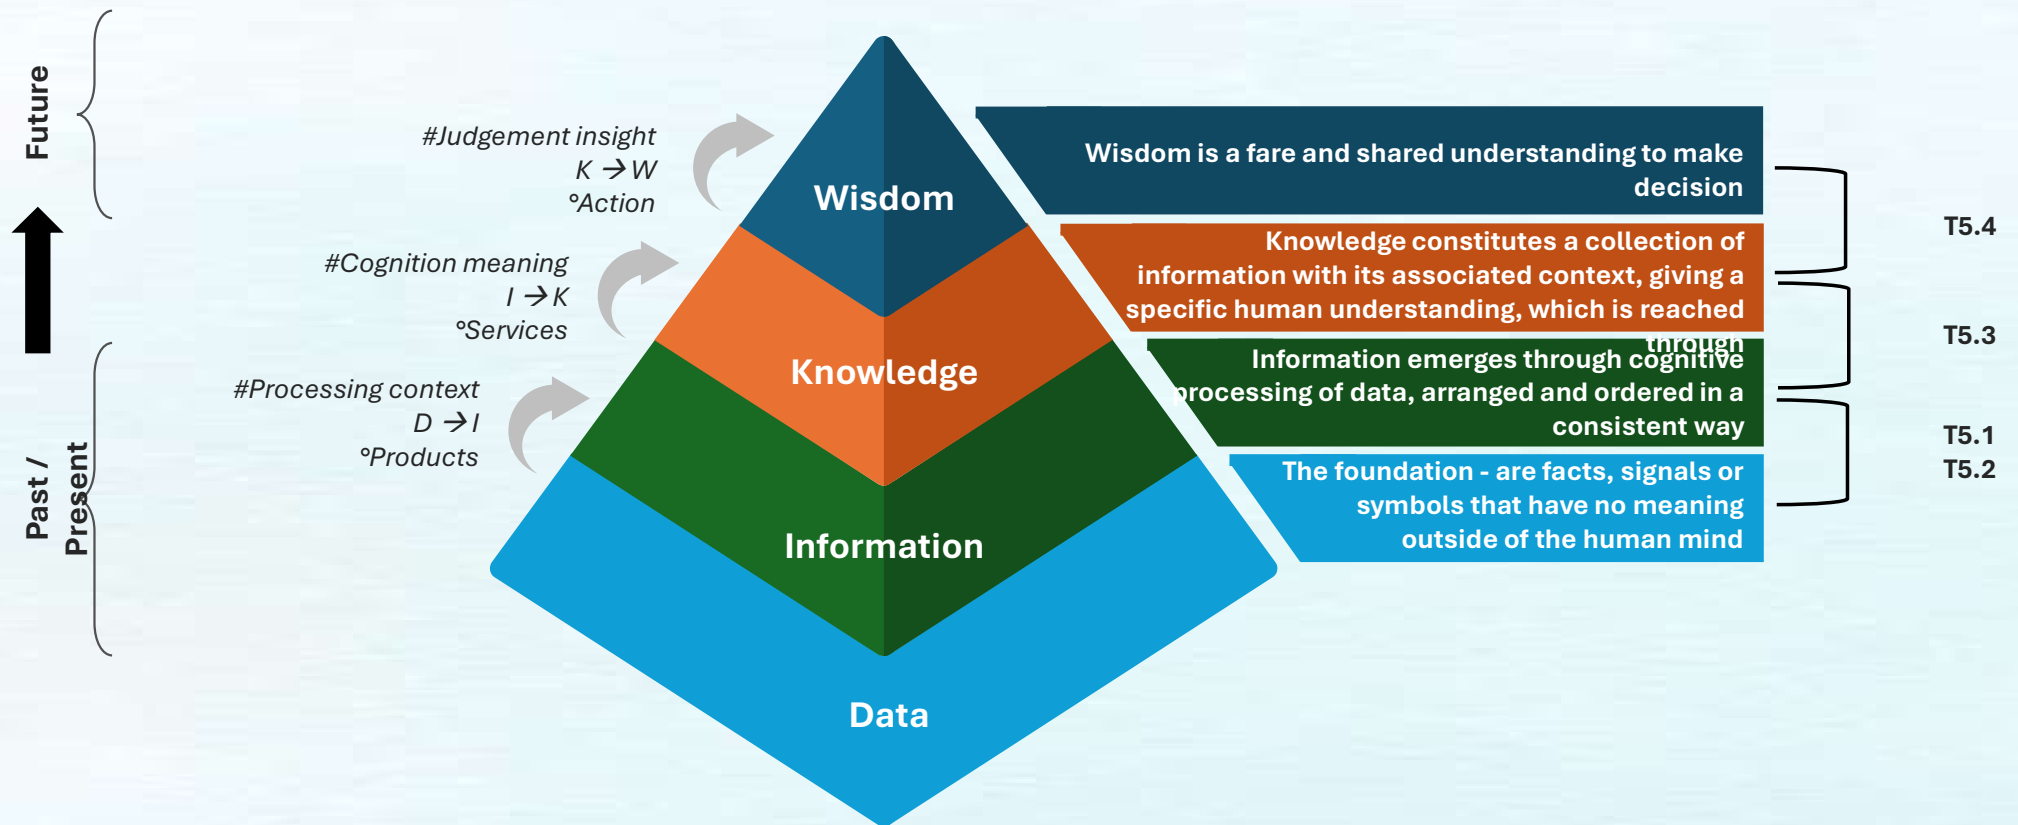 Future
Past /
Present
#Judgement insight
K → W
°Action
#Cognition meaning
I → K
°Services
#Processing context
D → I
°Products
Wisdom
Knowledge
Information
Data
Wisdom is a fare and shared understanding to make
decision
Knowledge constitutes a collection of
information with its associated context, giving a
specific human understanding, which is reached
through
Information emerges through cognitive
processing of data, arranged and ordered in a
consistent way
The foundation - are facts, signals or
symbols that have no meaning
outside of the human mind
T5.4
T5.3
T5.1
T5.2